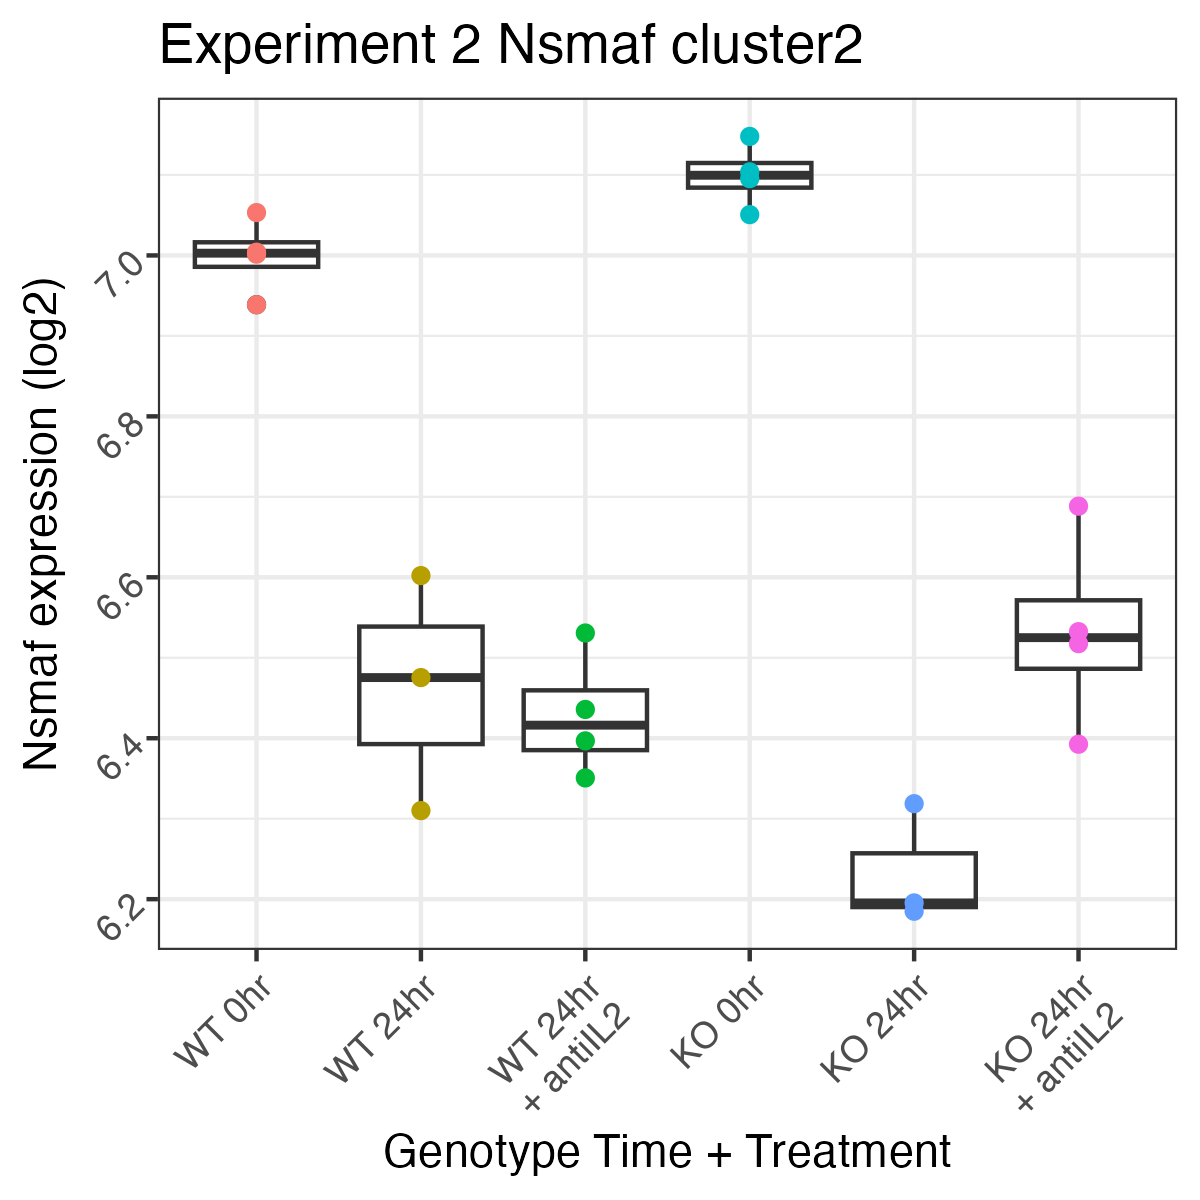 Experiment 2 Nsmaf cluster2
Nsmaf expression (log2)
7.0
6.8
6.6
6.4
6.2
WT 0hr
WT 24hr
WT 24hr
+ antiIL2
KO 0hr
KO 24hr
KO 24hr
+ antiIL2
Genotype Time + Treatment